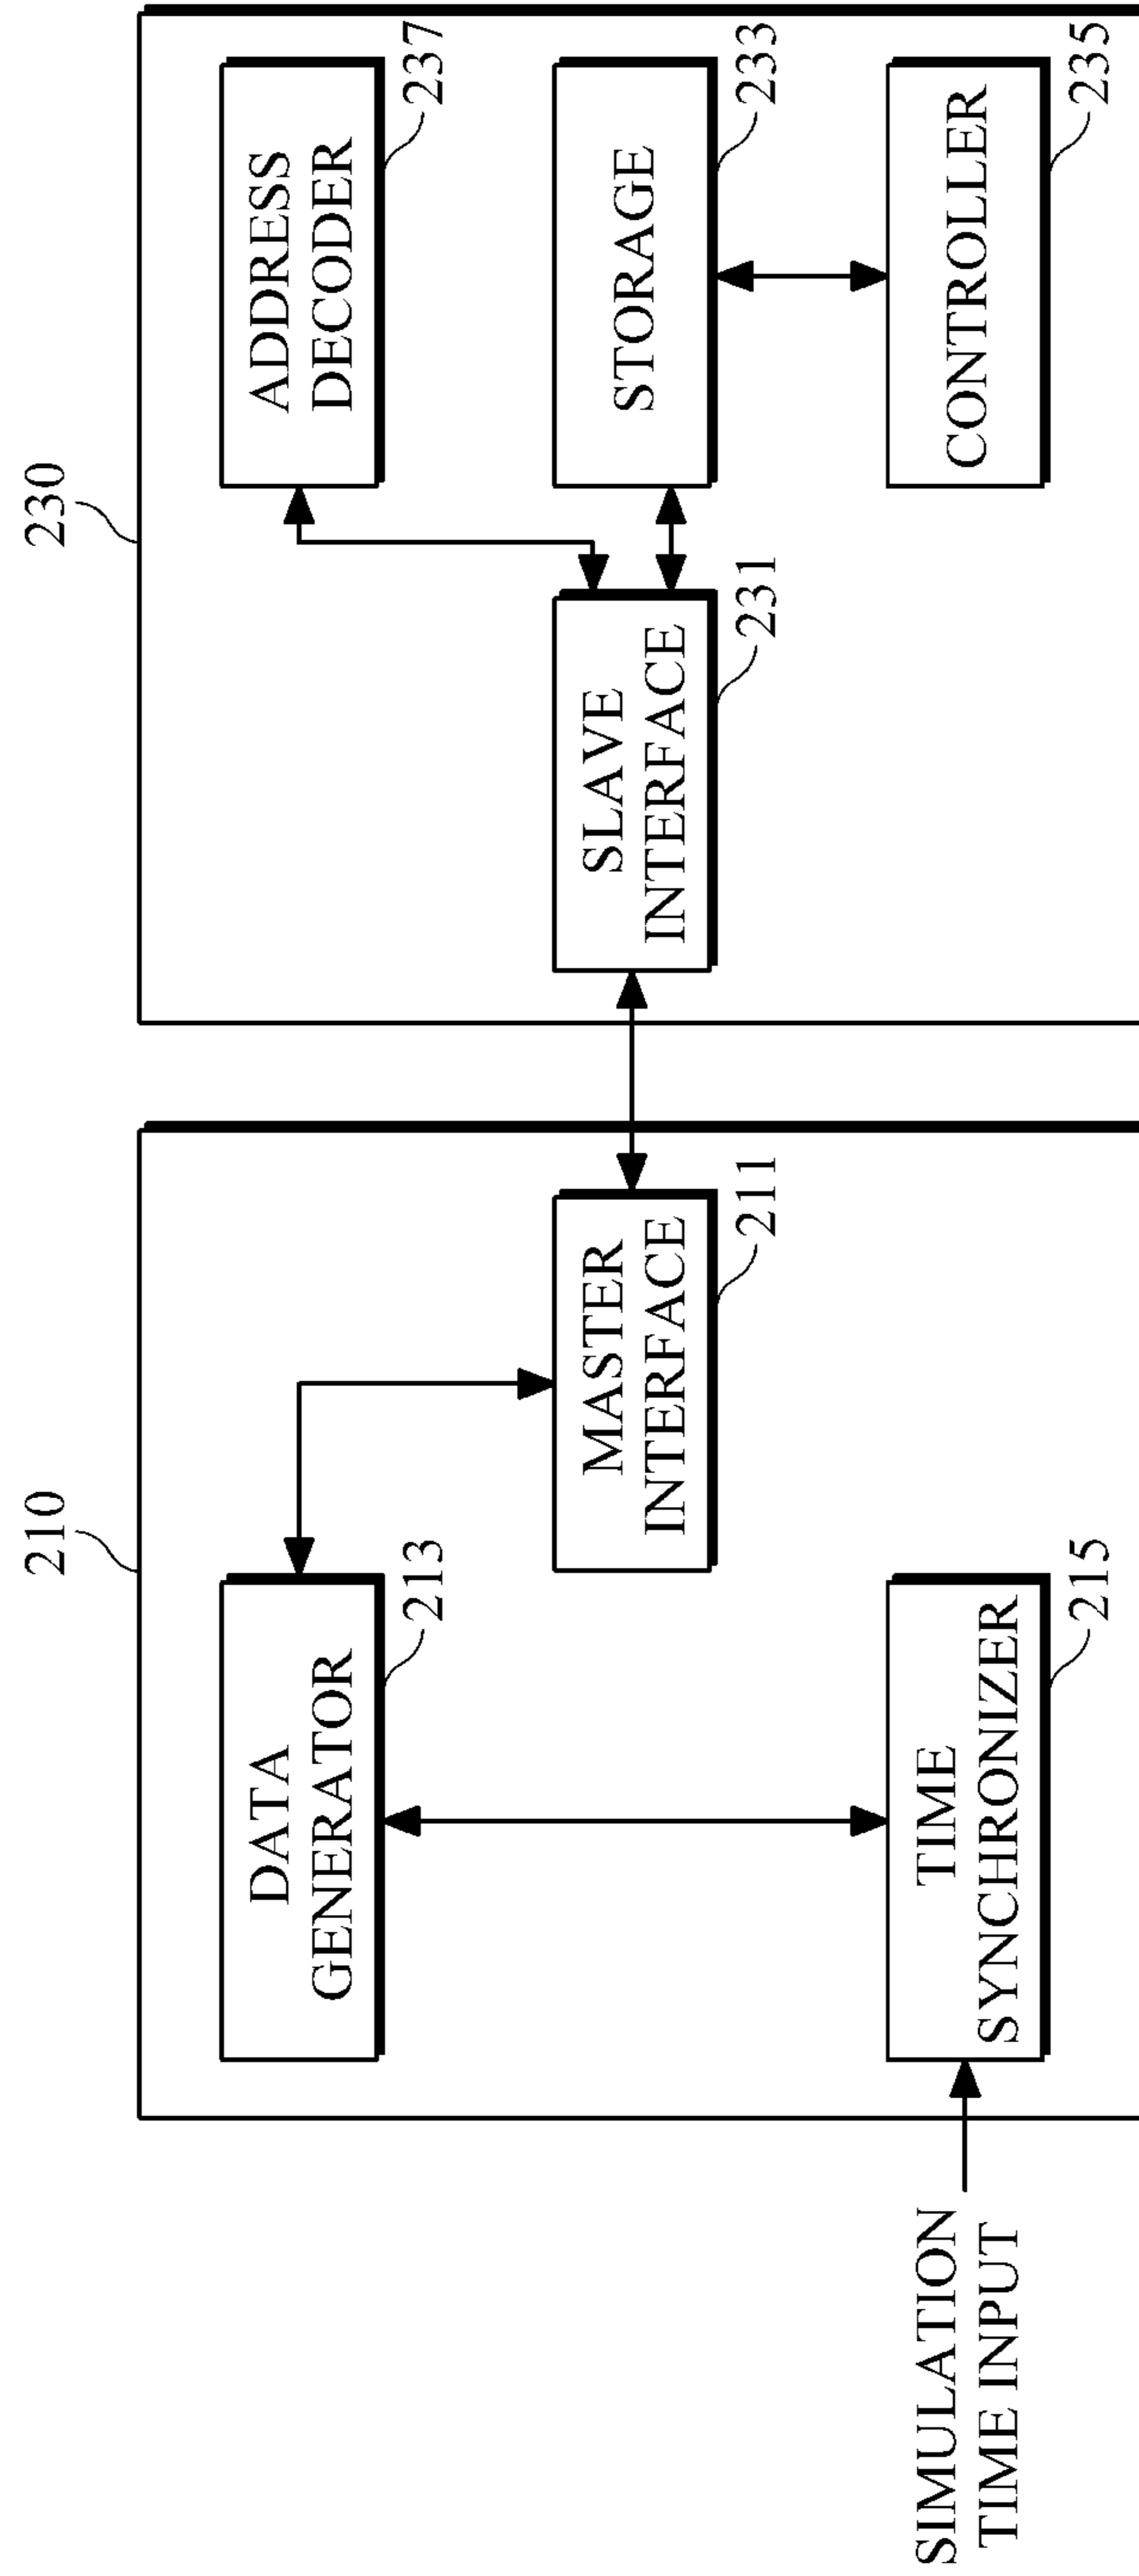 210
230
DATA
GENERATOR
213
MASTER
INTERFACE
211
TIME
SYNCHRONIZER
215
SIMULATION
TIME INPUT
SLAVE
INTERFACE
231
ADDRESS
DECODER
237
STORAGE
233
CONTROLLER
235